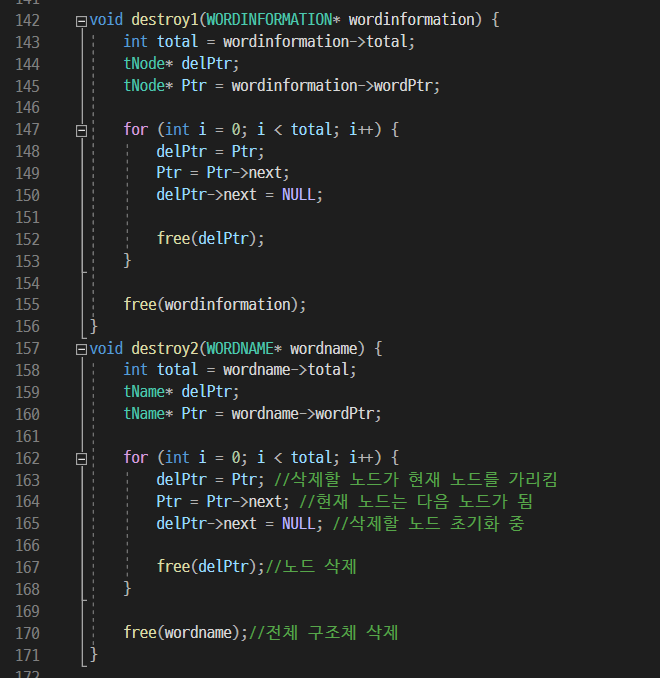 142 void destroy1(WORDINFORMATION* wordinformation) {
143 int total = wordinformation->total;
144 tNode* delPtr;
145 tNode* Ptr = wordinformation->wordPtr;
146
147 for (int i = 0; i < total; i++) {
148 delPtr = Ptr;
149 Ptr = Ptr->next;
150 delPtr->next = NULL;
151
152 free(delPtr);
153 }
154
155 free(wordinformation);
156 }
157 void destroy2(WORDNAME* wordname) {
158 int total = wordname->total;
159 tName* delPtr;
160 tName* Ptr = wordname->wordPtr;
161
162 for (int i = 0; i < total; i++) {
163 delPtr = Ptr; //삭제할 노드가 현재 노드를 가리킴
164 Ptr = Ptr->next; //현재 노드는 다음 노드가 됨
165 delPtr->next = NULL; //삭제할 노드 초기화 중
166
167 free(delPtr);//노드 삭제
168 }
169
170 free(wordname);//전체 구조체 삭제
171 }